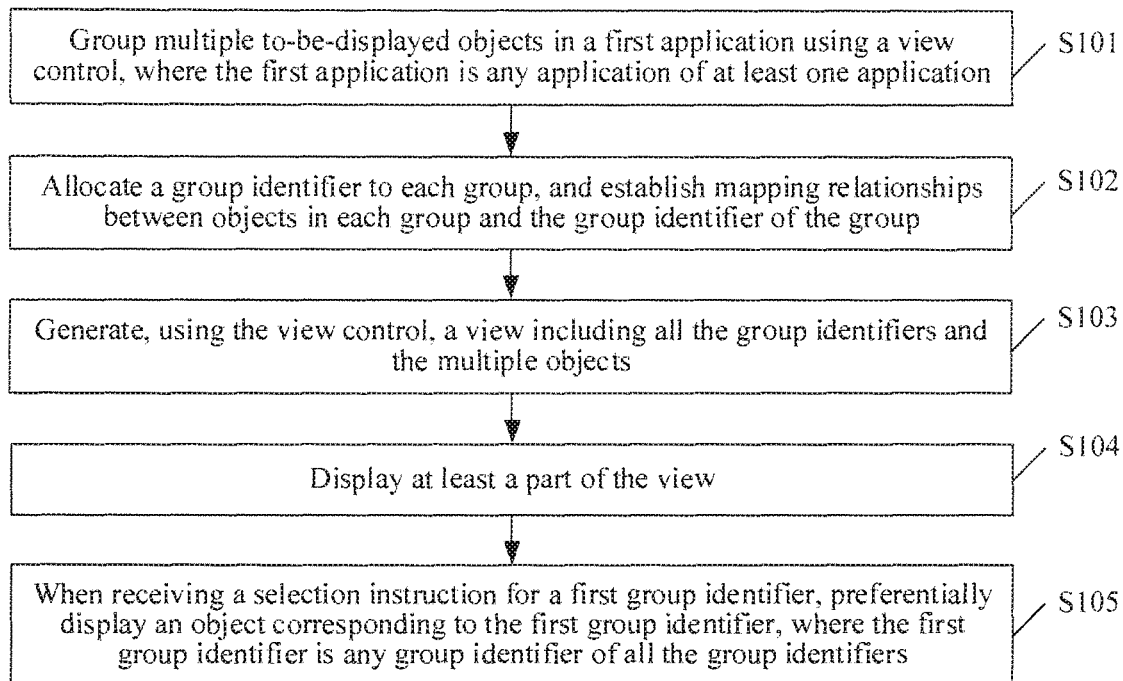 Group multiple to-be-displayed objects in a first application using a view
control, where the first application is any application of at least one application
S101
Allocate a group identifier to each group, and establish mapping relationships
between objects in each group and the group identifier of the group
S102
Generate, using the view control, a view including all the group identifiers and
the multiple objects
S103
Display at least a part of the view
S104
When receiving a selection instruction for a first group identifier, preferentially
display an object corresponding to the first group identifier, where the first
group identifier is any group identifier of all the group identifiers
S105